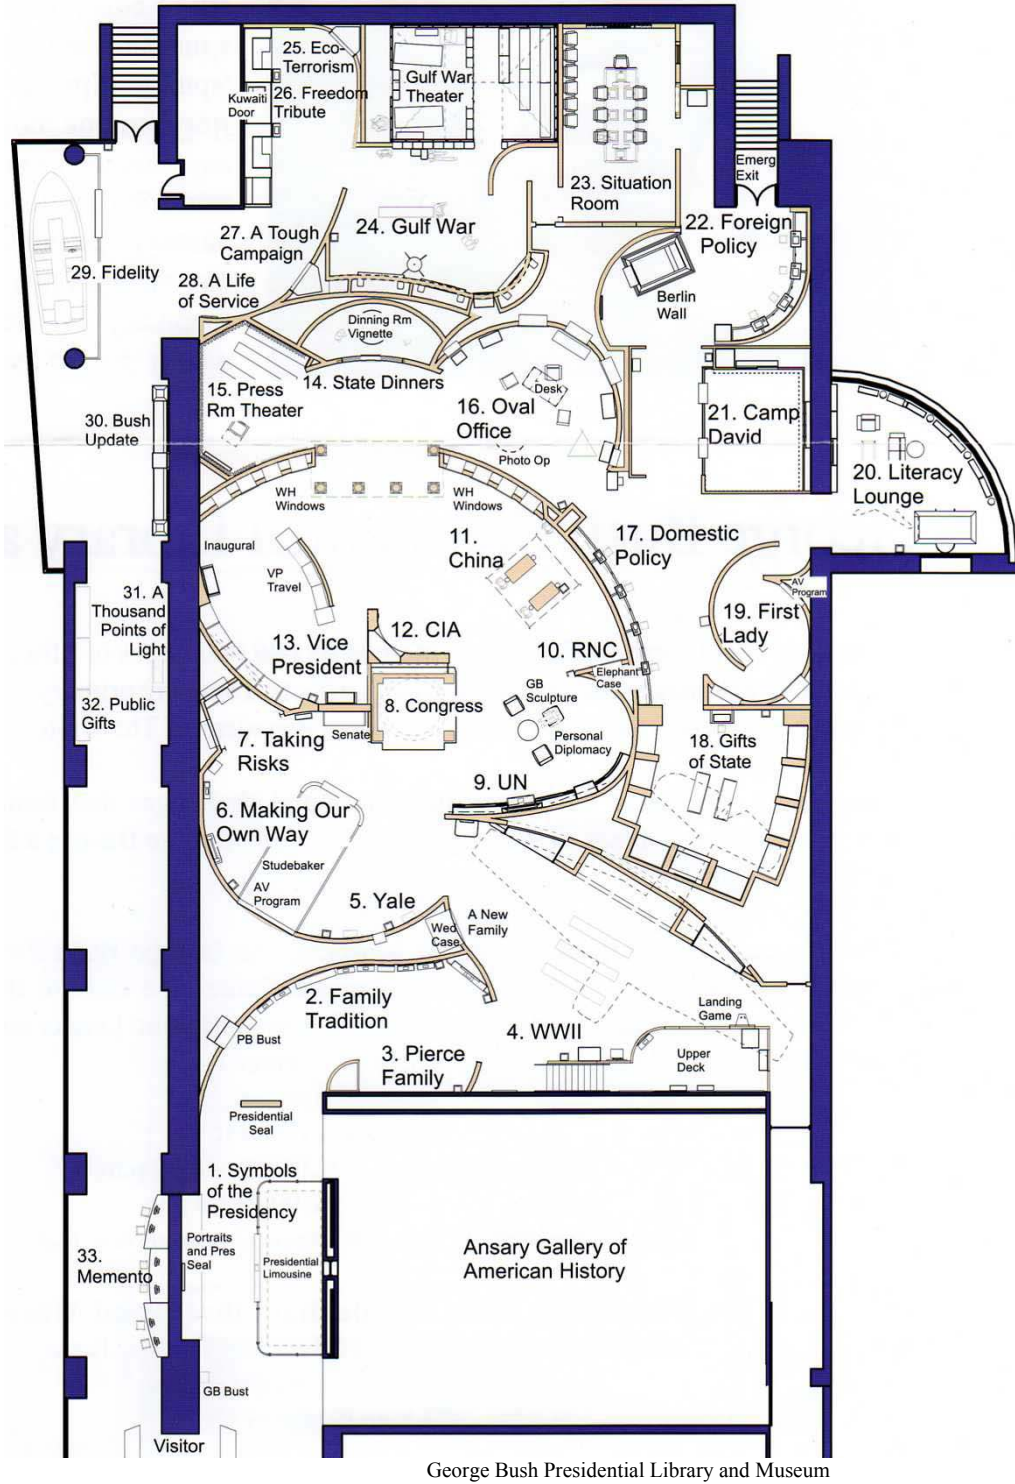 25. Eco-
Terrorism
Gulf War
Theater
Kuwaiti
Door
26. Freedom
Tribute
Emerg
Exit
23. Situation
Room
22. Foreign
Policy
27. A Tough
Campaign
24. Gulf War
29. Fidelity
28. A Life
of Service
Berlin
Wall
Dinning Rm
Vignette
14. State Dinners
15. Press
Rm Theater
Desk
16. Oval
Office
21. Camp
David
30. Bush
Update
Photo Op
20. Literacy
Lounge
WH
Windows
WH
Windows
11.
China
17. Domestic
Policy
Inaugural
VP
Travel
AV
Program
31. A
Thousand
Points of
Light
19. First
Lady
12. CIA
13. Vice
President
10. RNC
Elephant
Case
GB
Sculpture
32. Public
Gifts
8. Congress
Senate
Personal
Diplomacy
7. Taking
Risks
18. Gifts
of State
9. UN
6. Making Our
Own Way
Studebaker
AV
Program
5. Yale
A New
Family
Wed
Case
2. Family
Tradition
Landing
Game
PB Bust
4. WWII
3. Pierce
Family
Upper
Deck
Presidential
Seal
1. Symbols
of the
Presidency
Portraits
and Pres
Seal
Presidential
Limousine
33.
Memento
Ansary Gallery of
American History
GB Bust
Visitor
George Bush Presidential Library and Museum